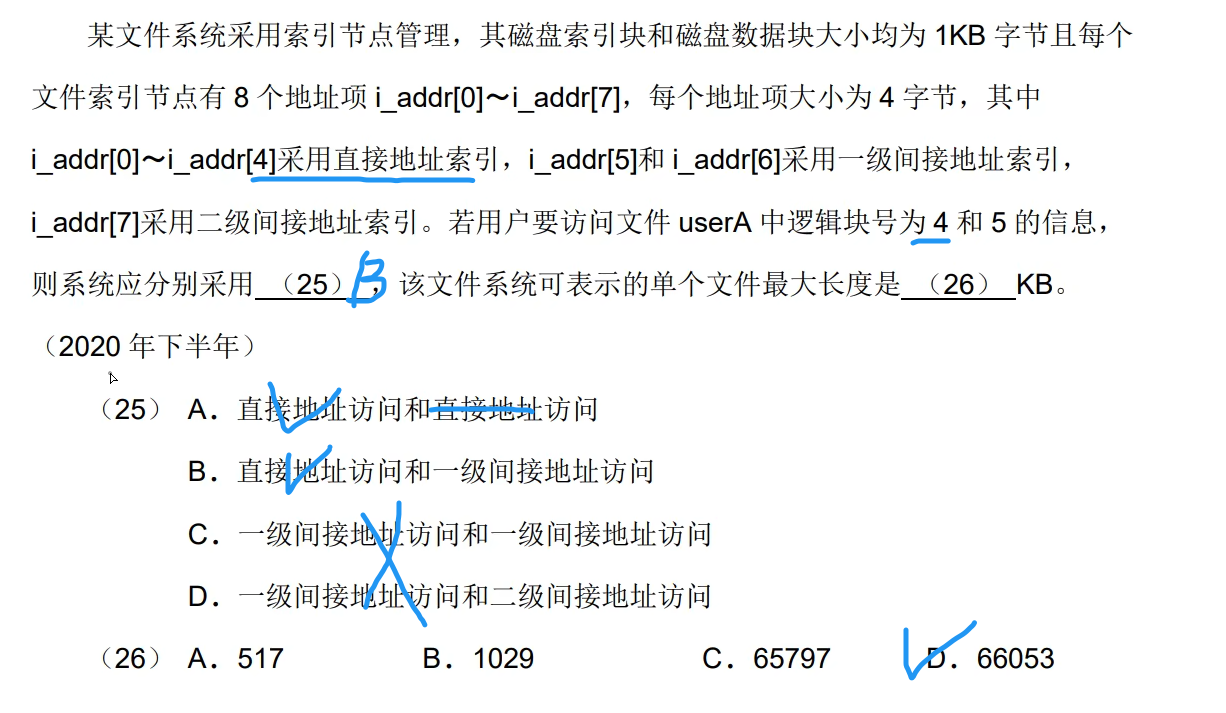 某文件系统采用索引节点管理，其磁盘索引块和磁盘数据块大小均为 1KB 字节且每个
文件索引节点有 8 个地址项 i_addr[0]～i_addr[7]，每个地址项大小为 4 字节，其中
i_addr[0]～i_addr[4]采用直接地址索引，i_addr[5]和 i_addr[6]采用一级间接地址索引，
i_addr[7]采用二级间接地址索引。若用户要访问文件 userA 中逻辑块号为 4 和 5 的信息，
则系统应分别采用 （25） B ，该文件系统可表示的单个文件最大长度是 （26） KB。
（2020 年下半年）
（25） A．直接地址访问和直接地址访问
B．直接地址访问和一级间接地址访问
C．一级间接地址访问和一级间接地址访问
D．一级间接地址访问和二级间接地址访问
（26） A．517 B．1029 C．65797 D．66053